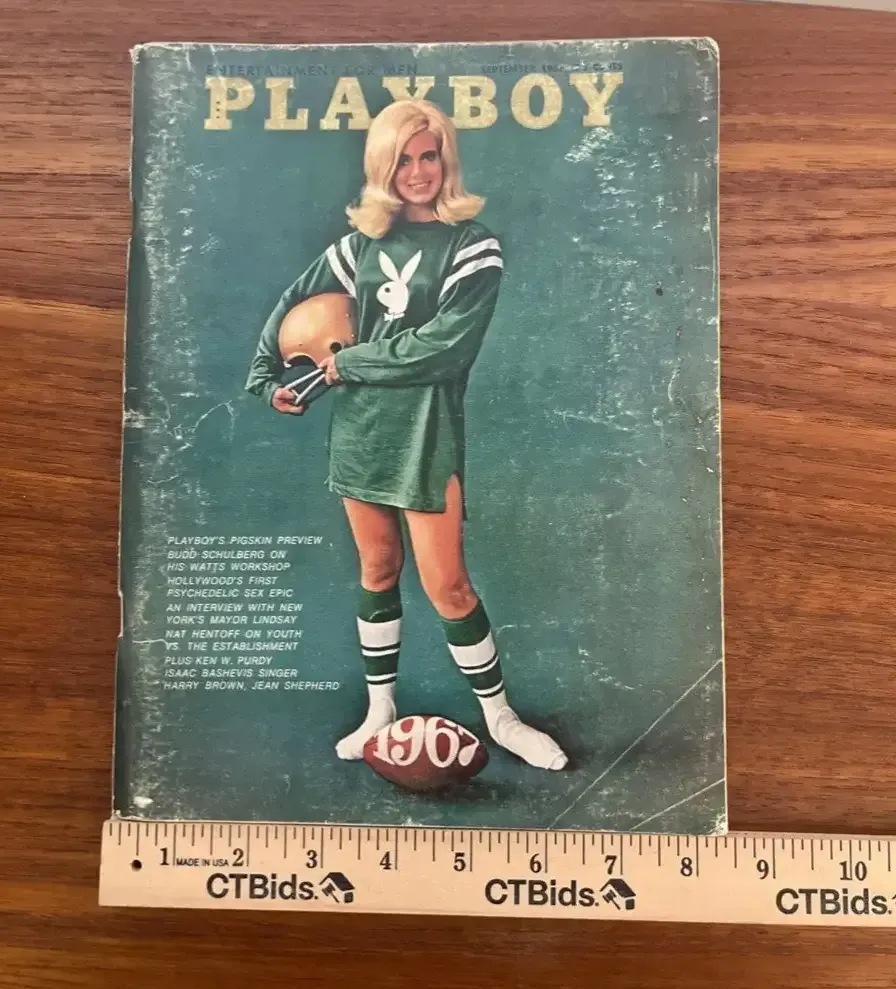 ENTERTAINMENT FOR MEN
SEPTEMBER
PLAYBOY
PLAYBOY'S PIGSKIN PREVIEW
BUDD SCHULBERG ON
HIS WATTS WORKSHOP
HOLLYWOOD'S FIRST
PSYCHEDELIC SEX EPIC
AN INTERVIEW WITH NEW
YORK'S MAYOR LINDSAY
NAT HENTOFF ON YOUTH
VS. THE ESTABLISHMENT
PLUS KEN W. PURDY
ISAAC BASHEVIS SINGER
HARRY BROWN, JEAN SHEPHERD
1967
1 MADE IN USA 2 3 4 5 6 7 8 9 10
CTBids. CTBids. CTBids.